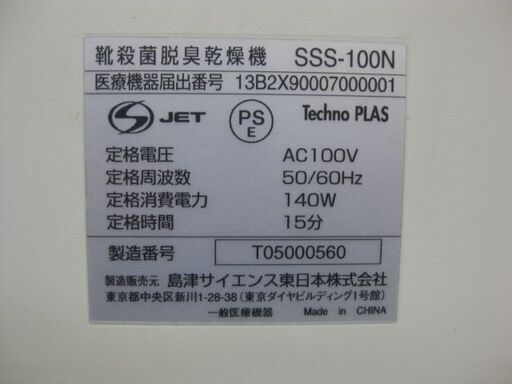 靴殺菌脱臭乾燥機 SSS-100N
医療機器届出番号 13B2X90007000001
S JET PS E Techno PLAS
定格電圧 AC100V
定格周波数 50/60Hz
定格消費電力 140W
定格時間 15分
製造番号 T05000560
製造販売元 島津サイエンス東日本株式会社
東京都中央区新川1-28-38(東京ダイヤビルディング1号館)
一般医療機器 Made in CHINA